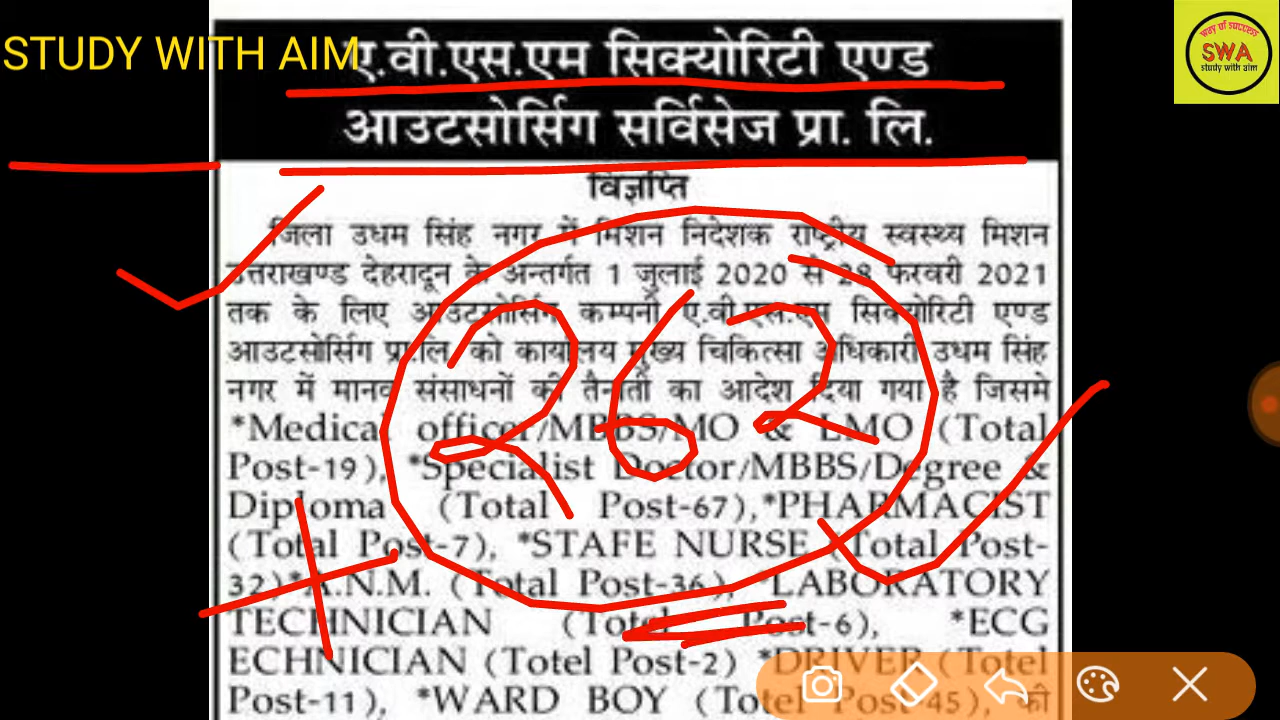 STUDY WITH AIM
way of success
SWA
study with aim
ए.वी.एस.एम सिक्योरिटी एण्ड
आउटसोर्सिग सर्विसेज प्रा. लि.
विज्ञप्ति
जिला उधम सिंह नगर में मिशन निदेशक राष्ट्रीय स्वस्थ्य मिशन
उत्तराखण्ड देहरादून के अन्तर्गत 1 जुलाई 2020 से 28 फरवरी 2021
तक के लिए आउटसोर्सिग कम्पनी ए.वी.एस.एम सिक्योरिटी एण्ड
आउटसोर्सिग प्रा.लि. को कार्यालय मुख्य चिकित्सा अधिकारी उधम सिंह
नगर में मानव संसाधनों की तैनाती का आदेश दिया गया है जिसमे
*Medical officer/MBBS/MO & LMO (Total
Post-19), *Specialist Doctor/MBBS/Degree &
Diploma (Total Post-67),*PHARMACIST
(Total Post-7), *STAFE NURSE (Total Post-
32)*A.N.M. (Total Post-36), *LABORATORY
TECHNICIAN (Totel Post-6), *ECG
ECHNICIAN (Totel Post-2) *DRIVER (Totel
Post-11), *WARD BOY (Totel Post-45), की
262